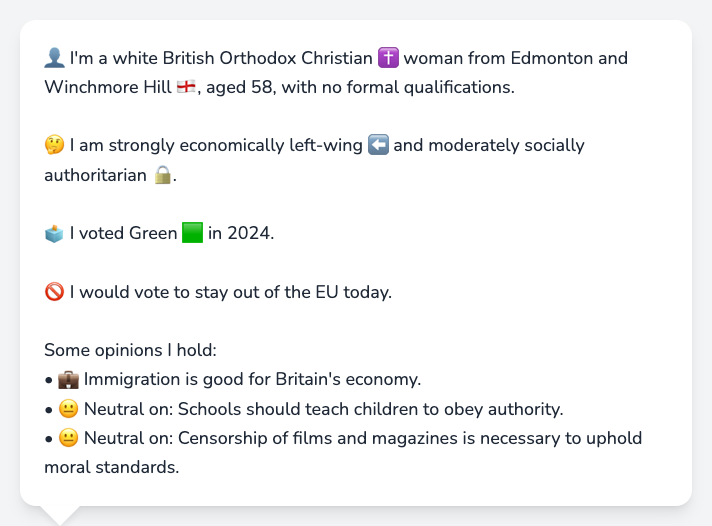 👤 I'm a white British Orthodox Christian ✝️ woman from Edmonton and
Winchmore Hill 🏴󠁧󠁢󠁥󠁮󠁧󠁿, aged 58, with no formal qualifications.
🤔 I am strongly economically left-wing ⬅️ and moderately socially
authoritarian 🔒.
🗳️ I voted Green 🟩 in 2024.
🚫 I would vote to stay out of the EU today.
Some opinions I hold:
• 💼 Immigration is good for Britain's economy.
• 😐 Neutral on: Schools should teach children to obey authority.
• 😐 Neutral on: Censorship of films and magazines is necessary to uphold
moral standards.